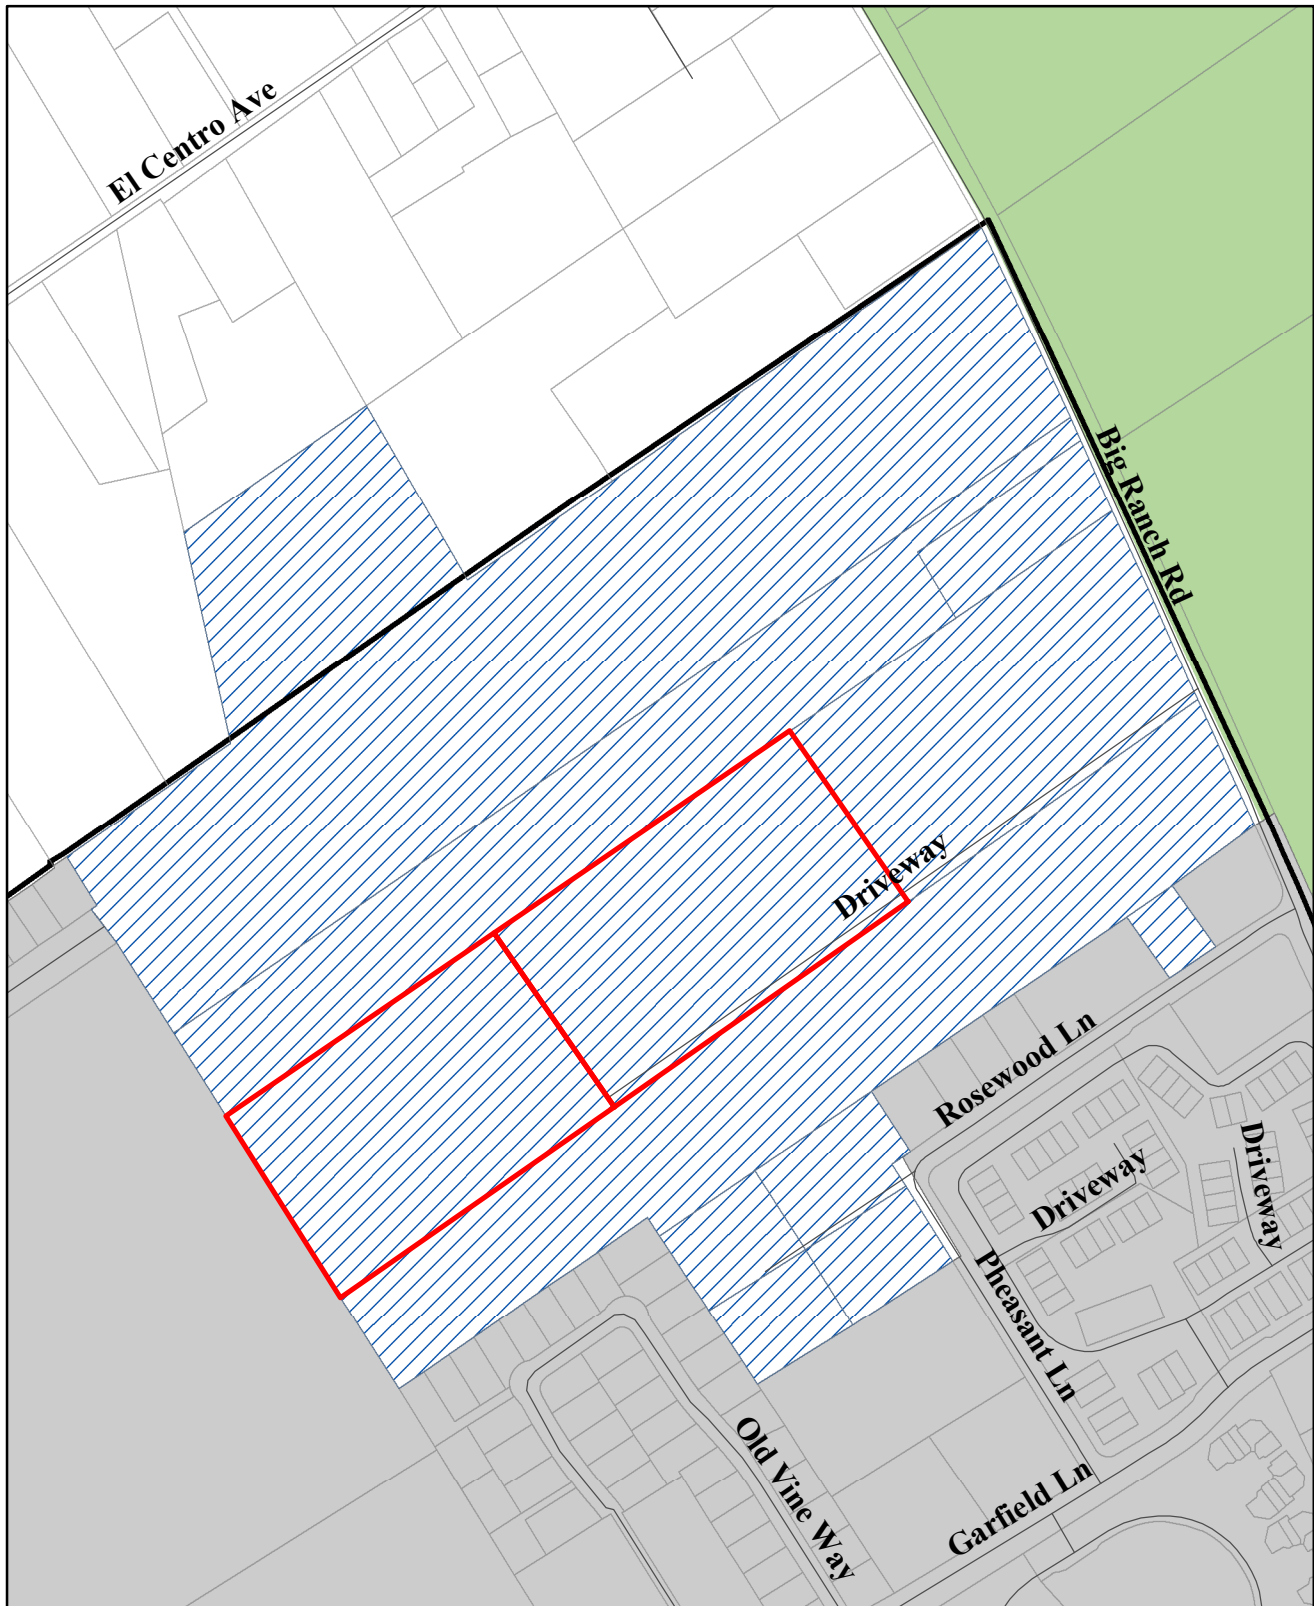 El Centro Ave
Big Ranch Rd
Driveway
Rosewood Ln
Driveway
Driveway
Pheasant Ln
Old Vine Way
Garfield Ln